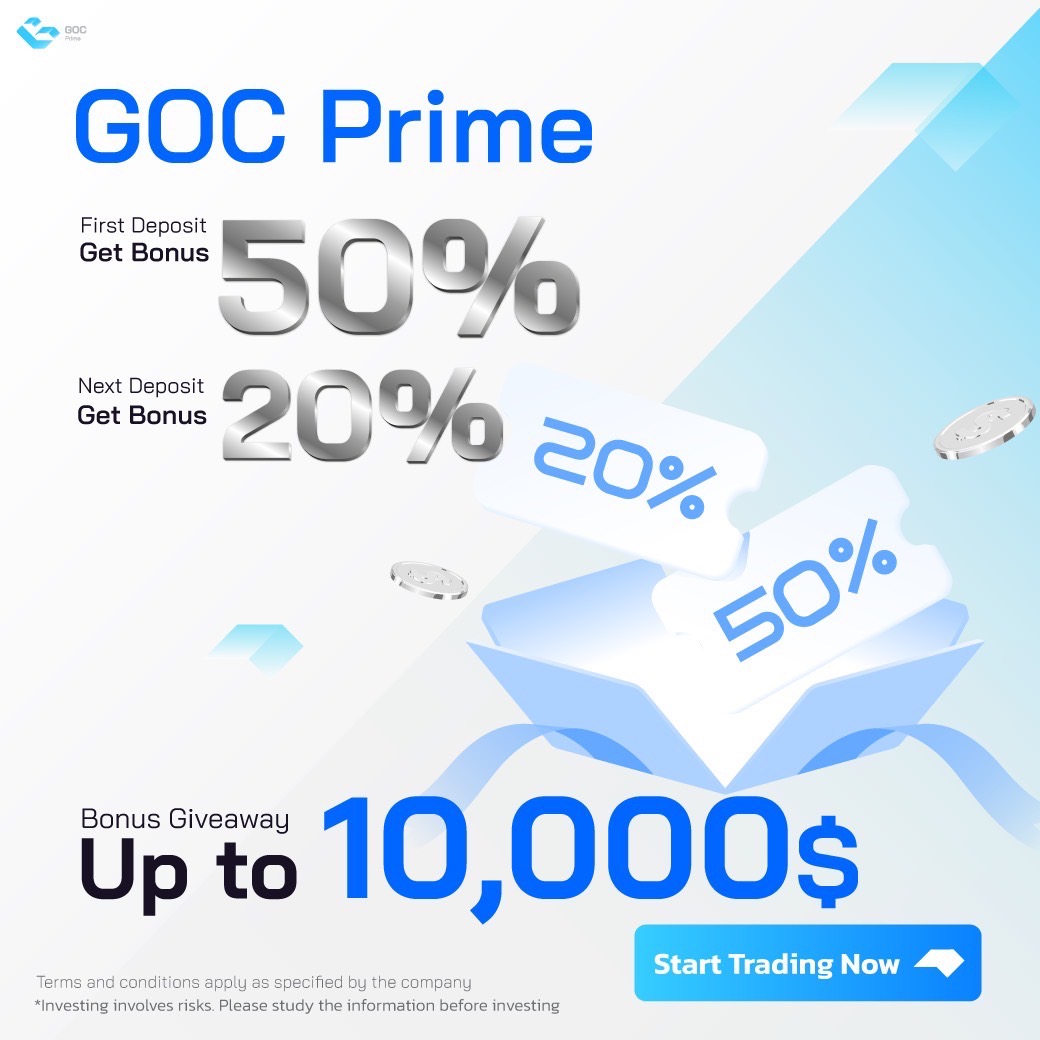 GOC
Prime
GOC Prime
First Deposit
Get Bonus
50%
Next Deposit
Get Bonus
20%
20%
50%
Bonus Giveaway
Up to 10,000$
Start Trading Now
Terms and conditions apply as specified by the company
*Investing involves risks. Please study the information before investing